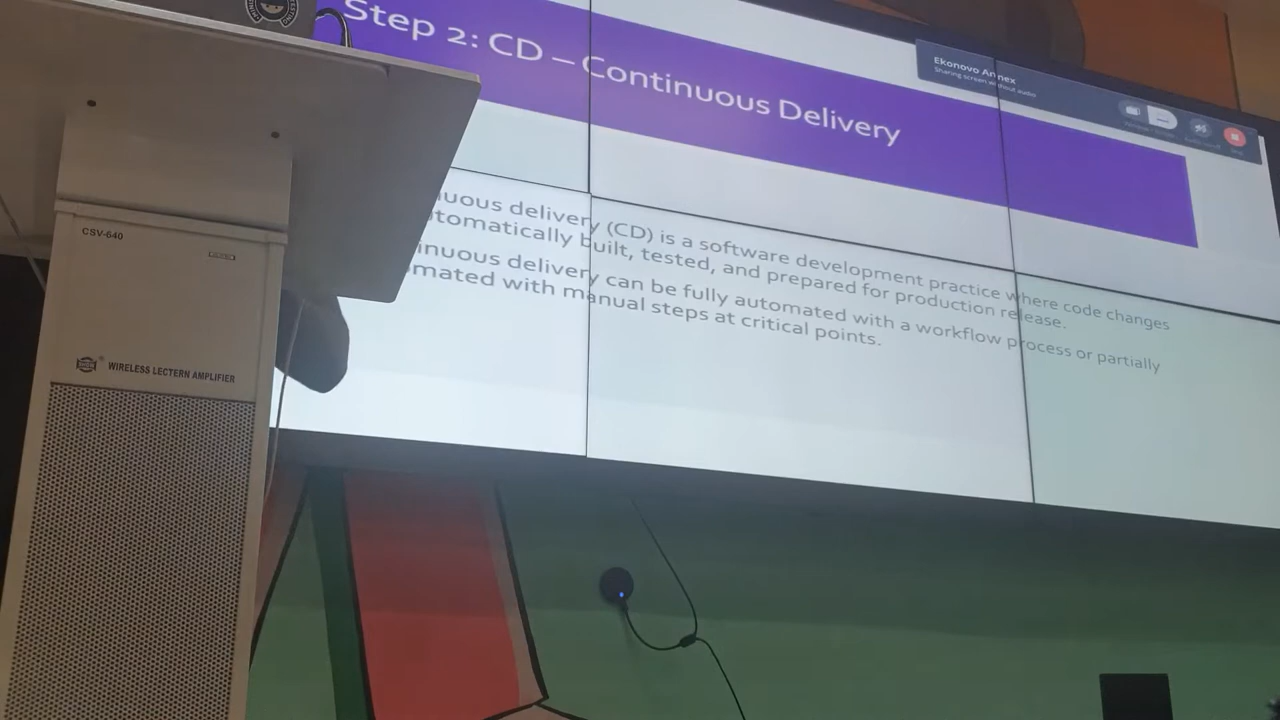 Step 2: CD – Continuous Delivery
Ekonovo Annex
Sharing screen without audio
uous delivery (CD) is a software development practice where code changes
tomatically built, tested, and prepared for production release.
inuous delivery can be fully automated with a workflow process or partially
mated with manual steps at critical points.
CSV-640
WIRELESS LECTERN AMPLIFIER